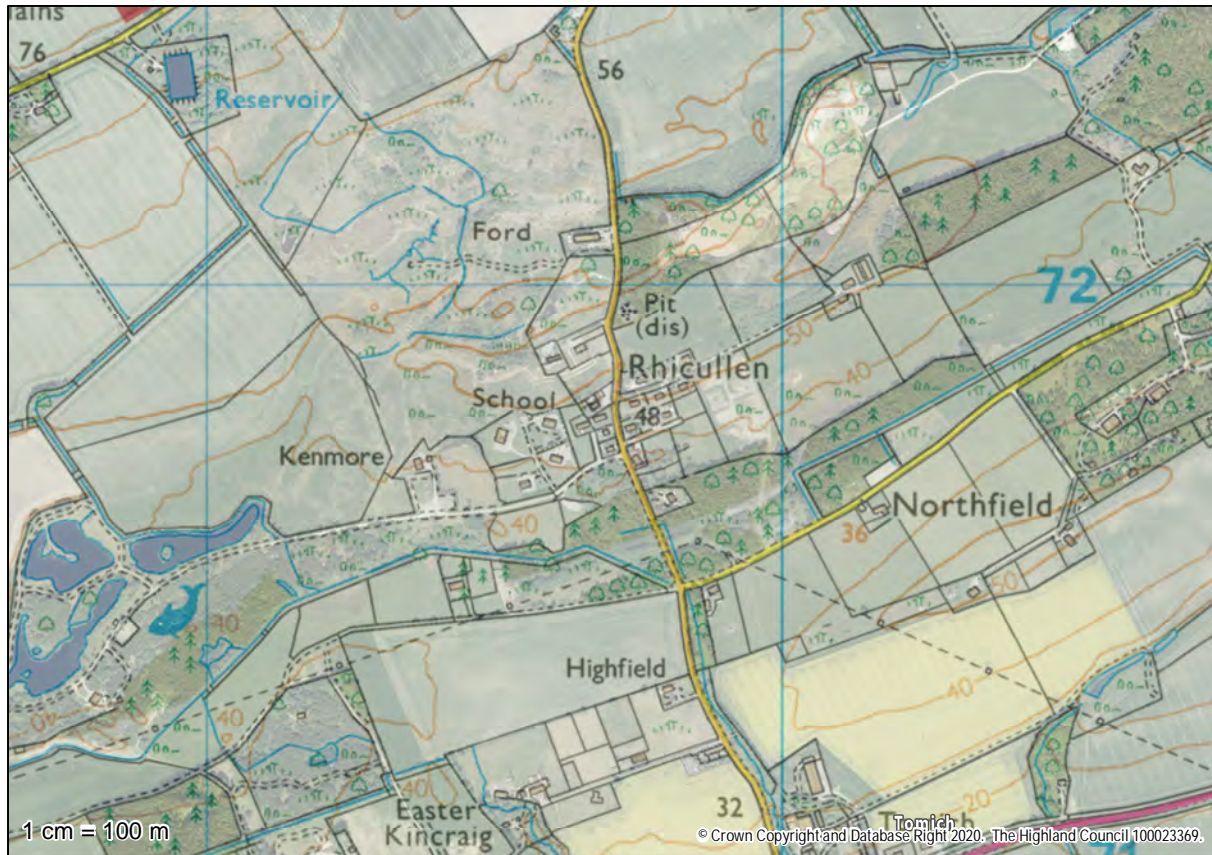 ains
76
56
Reservoir
Ford
72
Pit
(dis)
50
Rhicullen
40
School
48
Kenmore
40
Northfield
36
50
40
Highfield
40
40
40
40
Easter
Kincraig
32
20
Tomich
1 cm = 100 m
© Crown Copyright and Database Right 2020. The Highland Council 100023369.
71